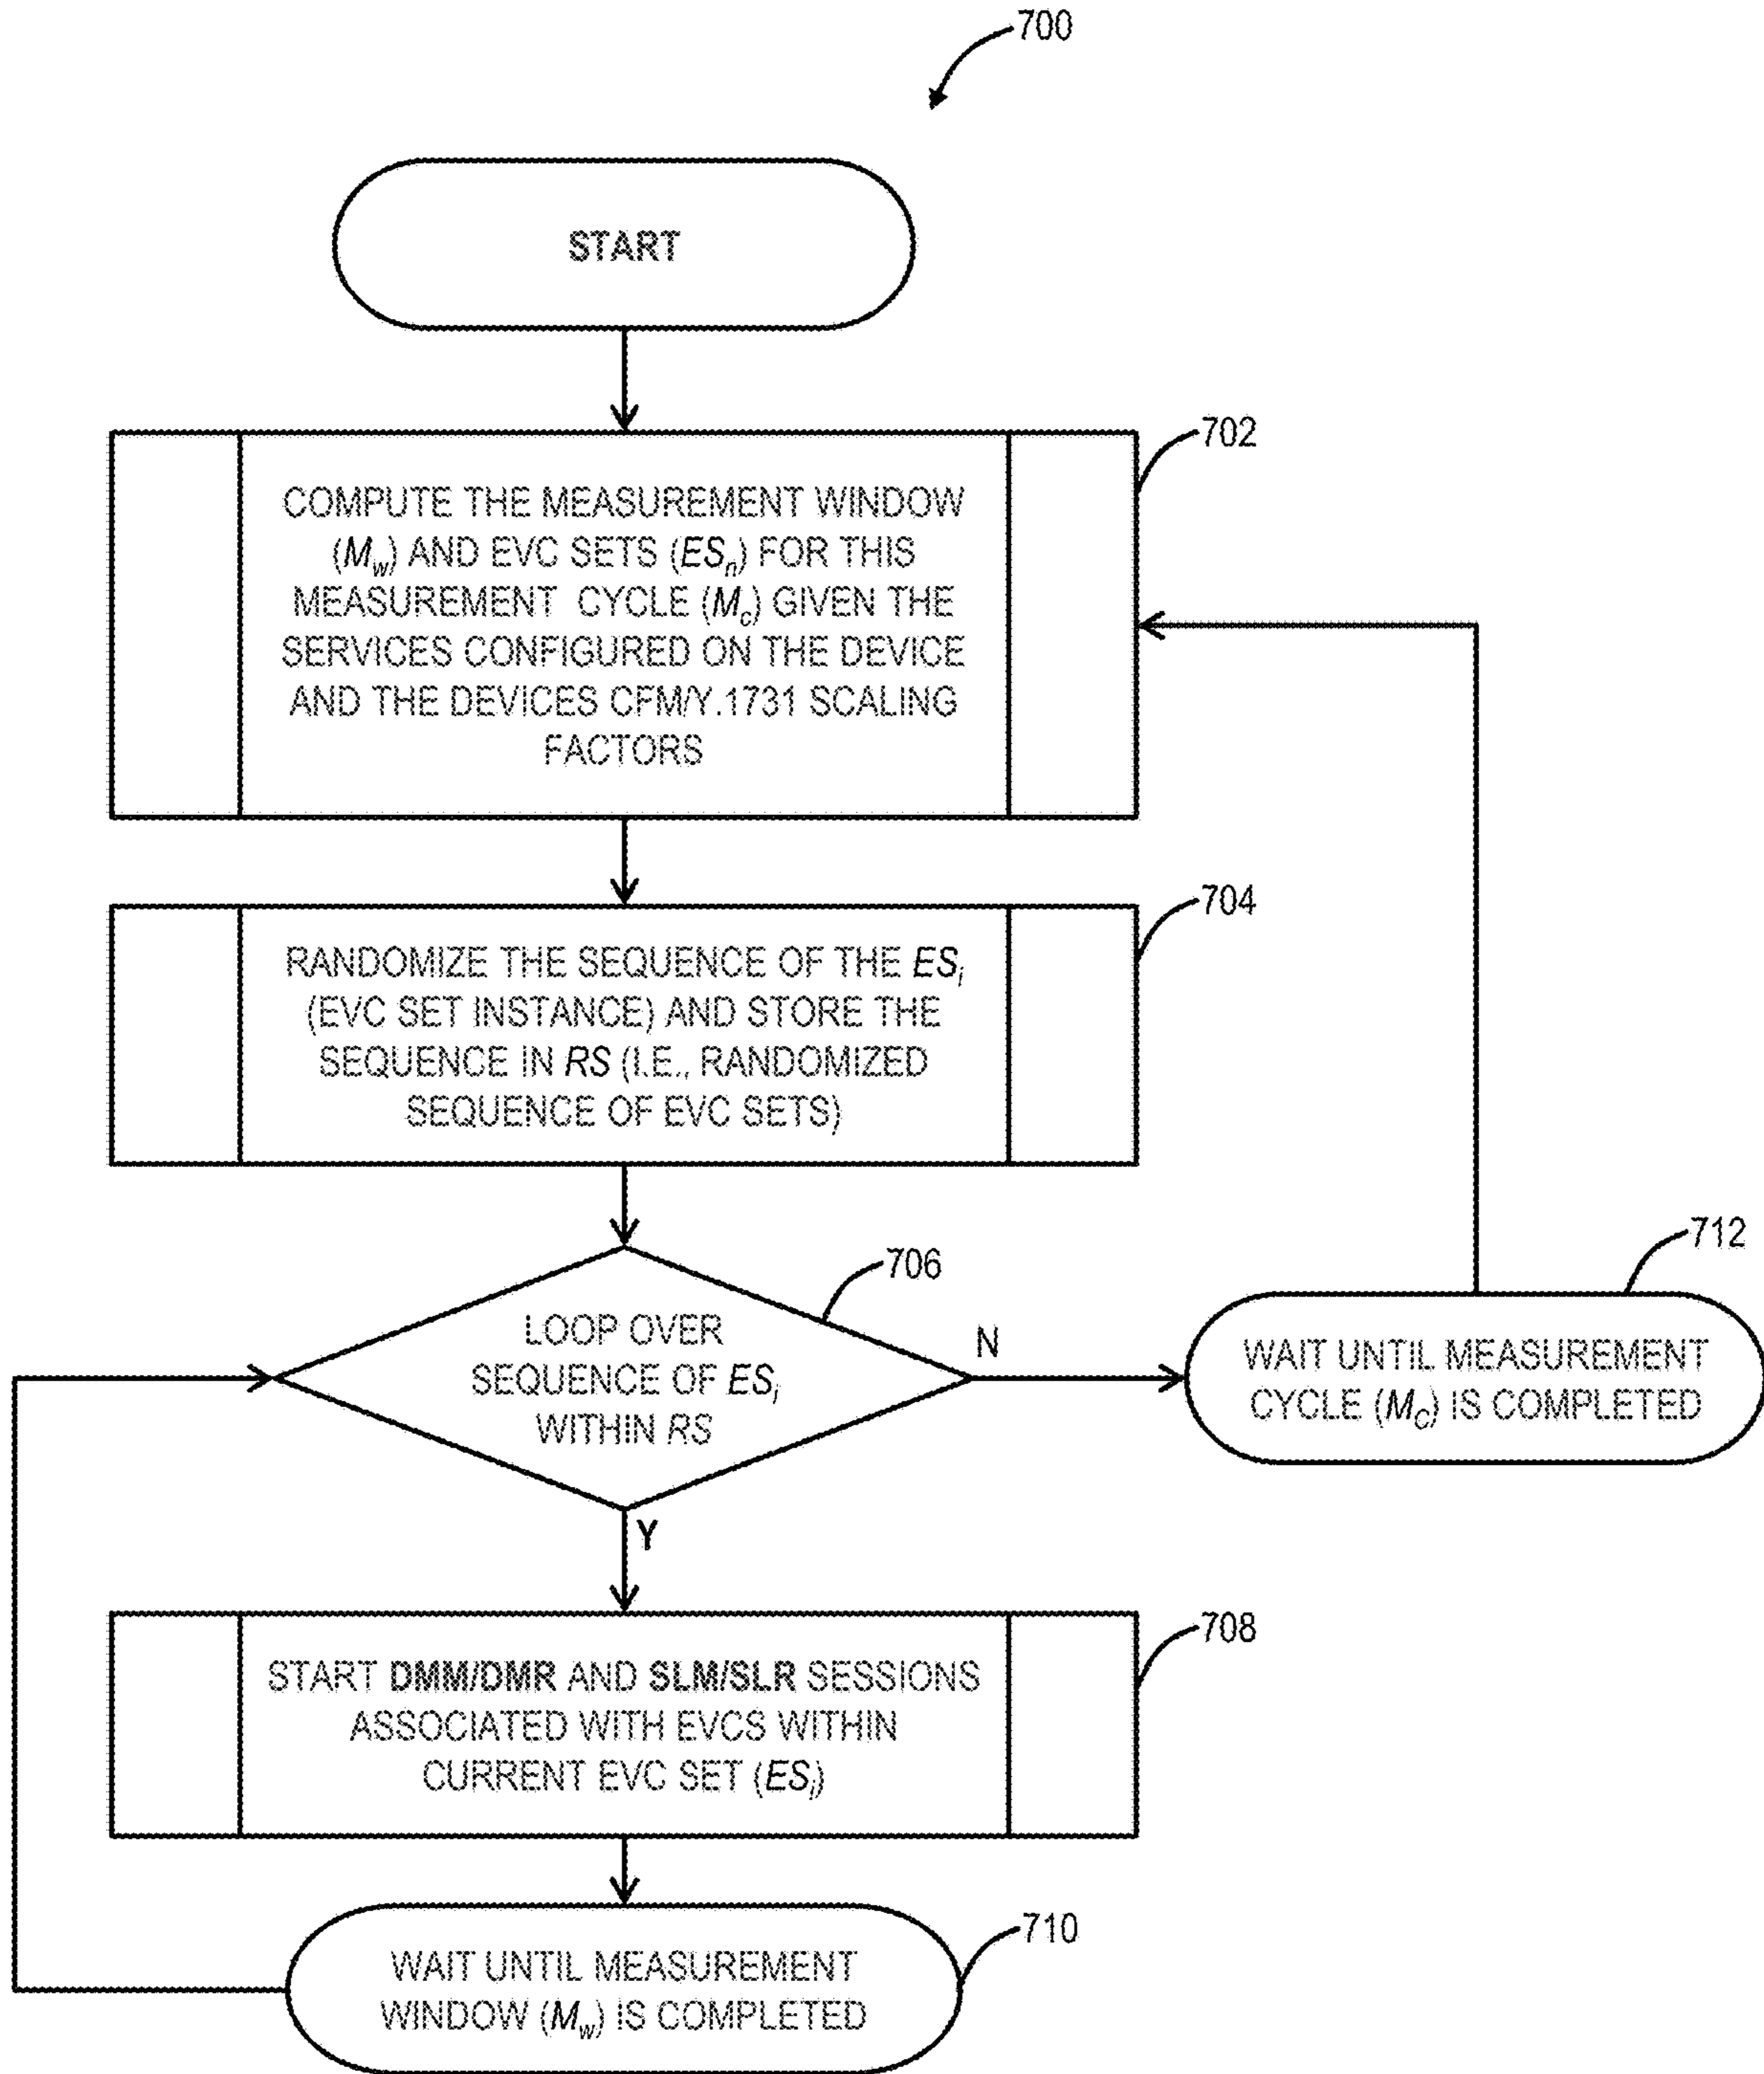 700
START
702
COMPUTE THE MEASUREMENT WINDOW
(Mw) AND EVC SETS (ESn) FOR THIS
MEASUREMENT CYCLE (Mc) GIVEN THE
SERVICES CONFIGURED ON THE DEVICE
AND THE DEVICES CFM/Y.1731 SCALING
FACTORS
704
RANDOMIZE THE SEQUENCE OF THE ESi
(EVC SET INSTANCE) AND STORE THE
SEQUENCE IN RS (I.E., RANDOMIZED
SEQUENCE OF EVC SETS)
706
LOOP OVER
SEQUENCE OF ESi
WITHIN RS
N
712
WAIT UNTIL MEASUREMENT
CYCLE (MC) IS COMPLETED
Y
708
START DMM/DMR AND SLM/SLR SESSIONS
ASSOCIATED WITH EVCS WITHIN
CURRENT EVC SET (ESi)
710
WAIT UNTIL MEASUREMENT
WINDOW (Mw) IS COMPLETED